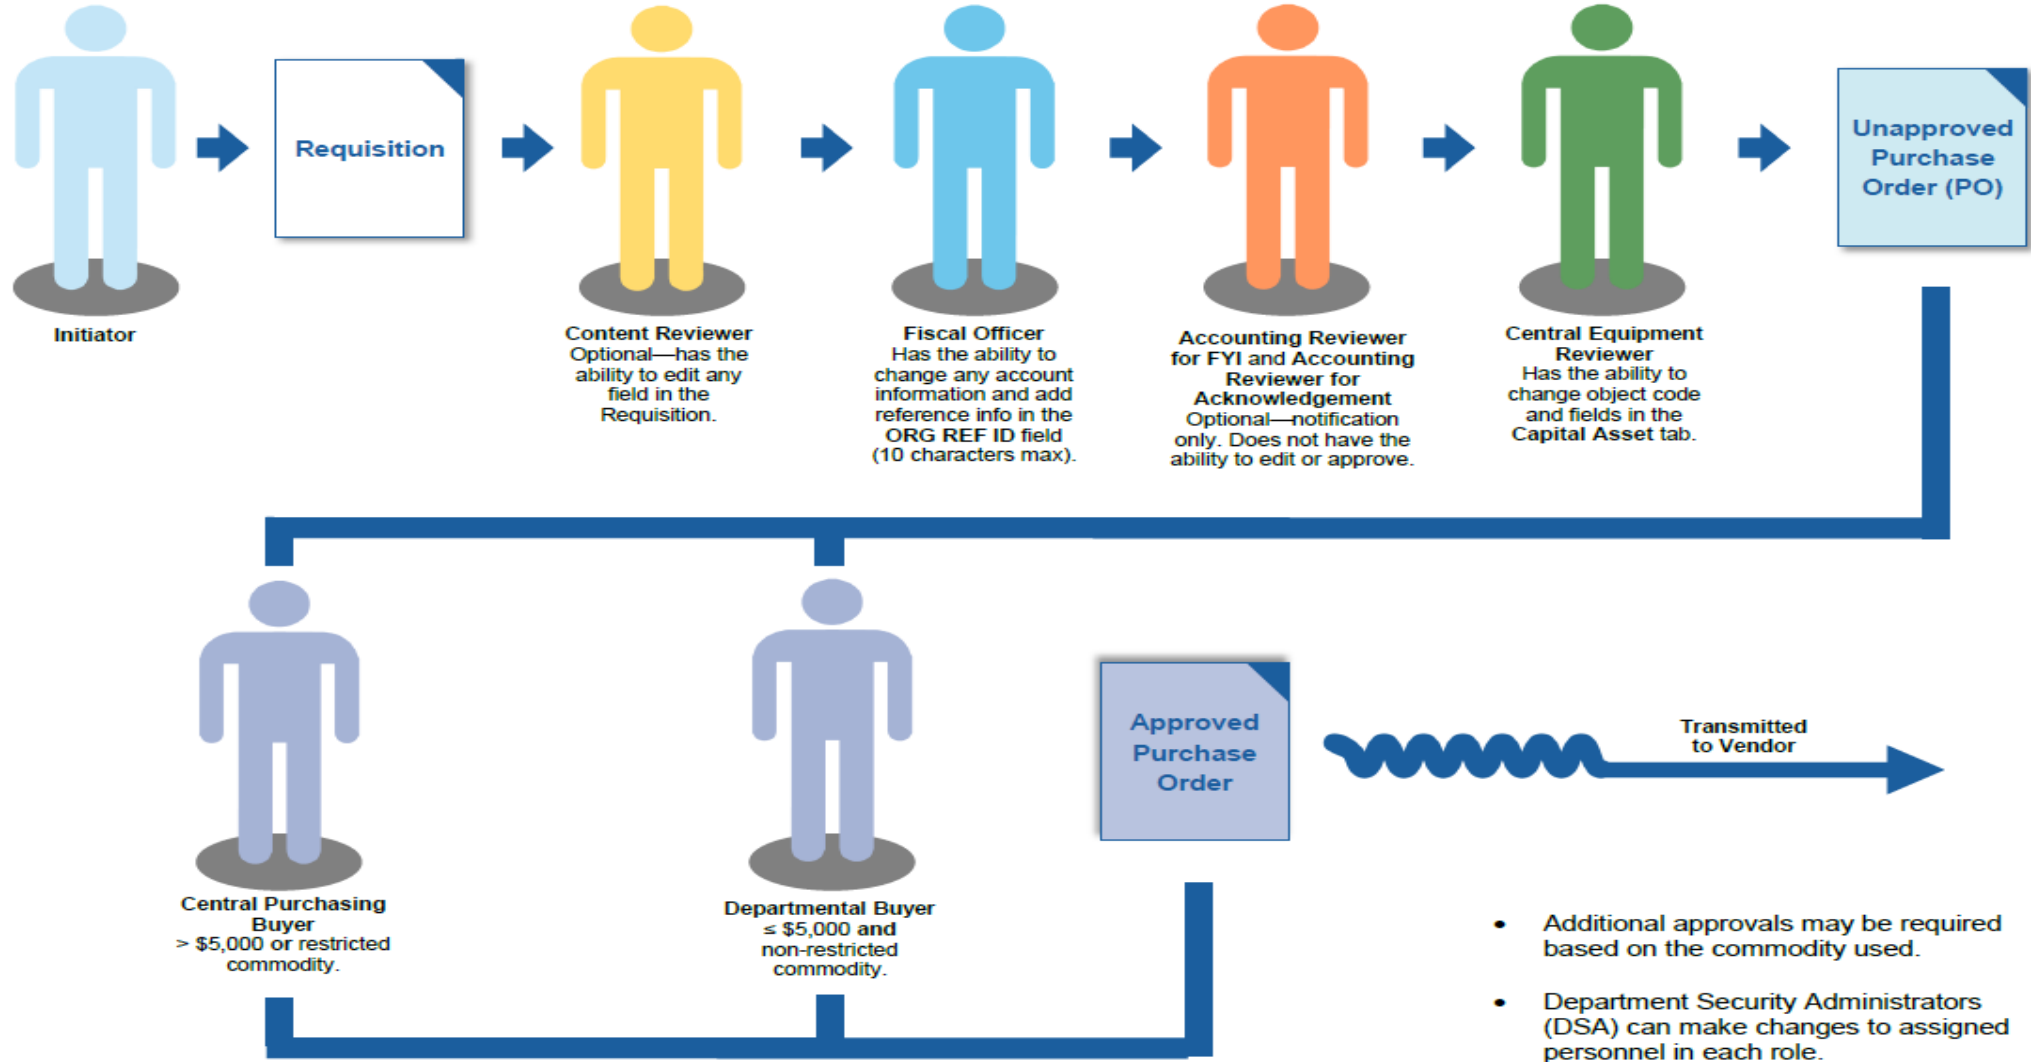 Requisition
Unapproved
Purchase
Order (PO)
Initiator
Content Reviewer
Optional—has the
ability to edit any
field in the
Requisition.
Fiscal Officer
Has the ability to
change any account
information and add
reference info in the
ORG REF ID field
(10 characters max).
Accounting Reviewer
for FYI and Accounting
Reviewer for
Acknowledgement
Optional—notification
only. Does not have the
ability to edit or approve.
Central Equipment
Reviewer
Has the ability to
change object code
and fields in the
Capital Asset tab.
Central Purchasing
Buyer
> $5,000 or restricted
commodity.
Departmental Buyer
≤ $5,000 and
non-restricted
commodity.
Approved
Purchase
Order
Transmitted
to Vendor
• Additional approvals may be required
based on the commodity used.
• Department Security Administrators
(DSA) can make changes to assigned
personnel in each role.